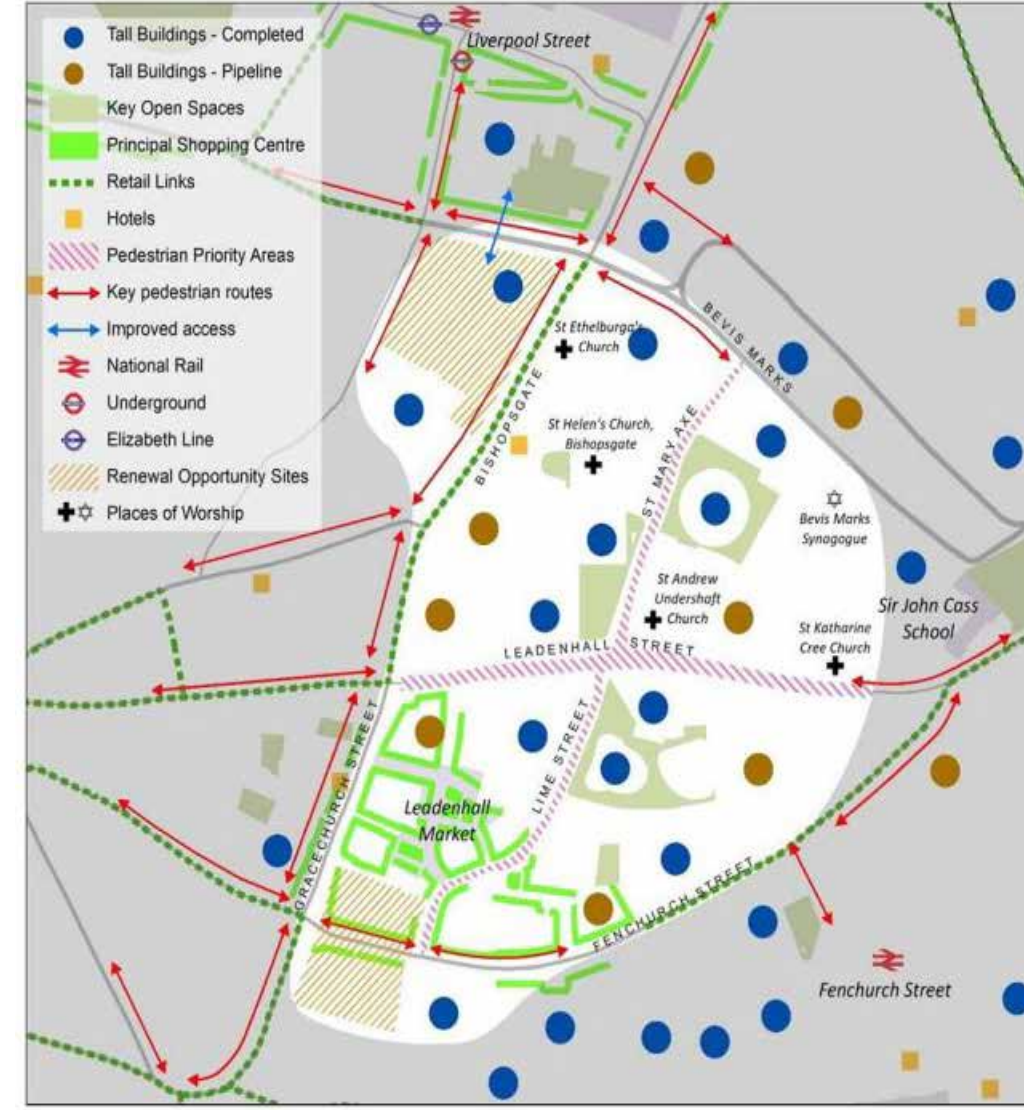 Tall Buildings - Completed
Tall Buildings - Pipeline
Key Open Spaces
Principal Shopping Centre
Retail Links
Hotels
Pedestrian Priority Areas
Key pedestrian routes
Improved access
National Rail
Underground
Elizabeth Line
Renewal Opportunity Sites
Places of Worship
Liverpool Street
BEVIS MARKS
St Ethelburga's
Church
BISHOPSGATE
St Helen's Church,
Bishopsgate
ST MARY AXE
Bevis Marks
Synagogue
St Andrew
Undershaft
Church
Sir John Cass
School
St Katharine
Cree Church
LEADENHALL STREET
GRACECHURCH STREET
LIME STREET
Leadenhall
Market
FENCHURCH STREET
Fenchurch Street